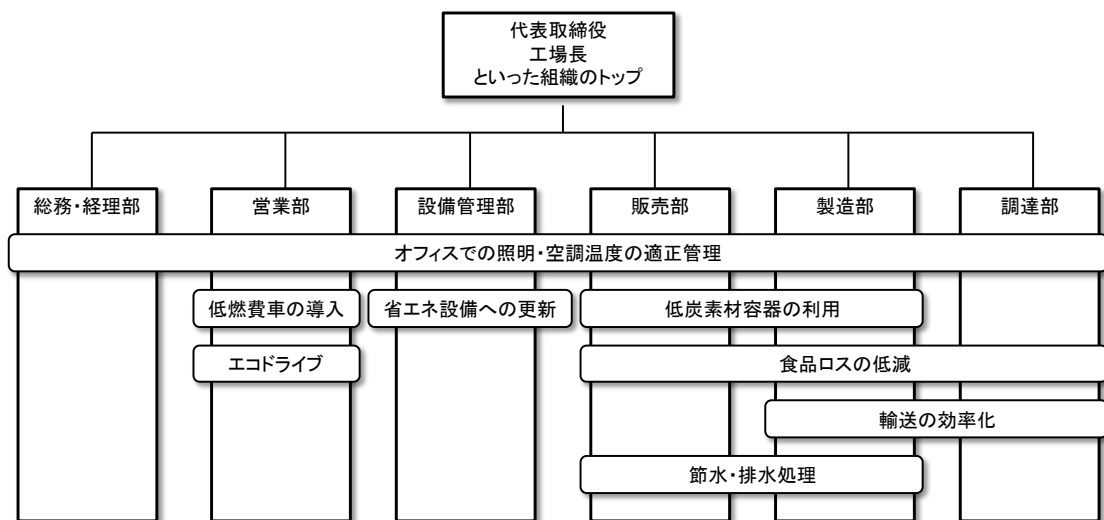 代表取締役
工場長
といった組織のトップ
総務・経理部
営業部
設備管理部
販売部
製造部
調達部
オフィスでの照明・空調温度の適正管理
低燃費車の導入
省エネ設備への更新
低炭素材容器の利用
エコドライブ
食品ロスの低減
輸送の効率化
節水・排水処理